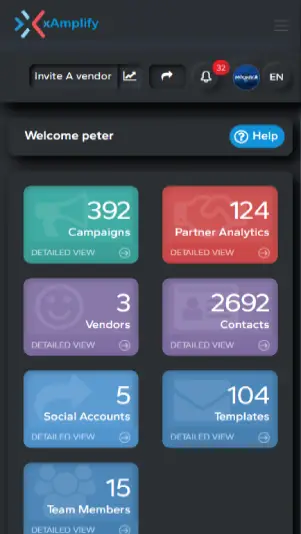 xAmplify
Invite A vendor
32
EN
Welcome peter
Help
392
Campaigns
DETAILED VIEW
124
Partner Analytics
DETAILED VIEW
3
Vendors
DETAILED VIEW
2692
Contacts
DETAILED VIEW
5
Social Accounts
DETAILED VIEW
104
Templates
DETAILED VIEW
15
Team Members
DETAILED VIEW